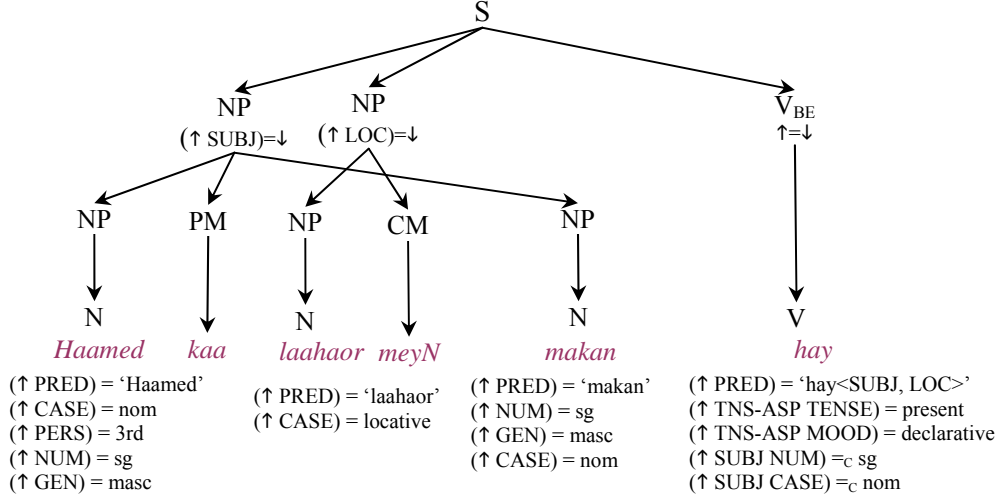 S
NP NP V_BE
(↑ SUBJ)=↓ (↑ LOC)=↓ ↑=↓
NP PM NP CM NP
N N N V
Haamed kaa laahaor meyN makan hay
(↑ PRED) = ‘Haamed’
(↑ CASE) = nom
(↑ PERS) = 3rd
(↑ NUM) = sg
(↑ GEN) = masc
(↑ PRED) = ‘laahaor’
(↑ CASE) = locative
(↑ PRED) = ‘makan’
(↑ NUM) = sg
(↑ GEN) = masc
(↑ CASE) = nom
(↑ PRED) = ‘hay<SUBJ, LOC>’
(↑ TNS-ASP TENSE) = present
(↑ TNS-ASP MOOD) = declarative
(↑ SUBJ NUM) =c sg
(↑ SUBJ CASE) =c nom